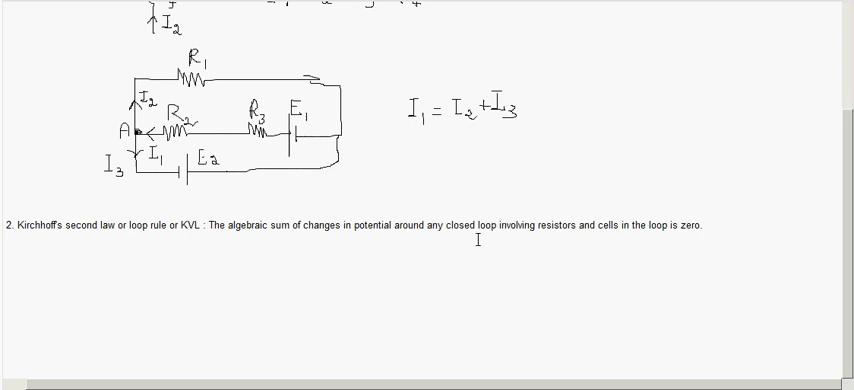 I2
R1
I2
R2
R3
E1
I1 = I2 + I3
A
I1
E2
I3
2. Kirchhoff's second law or loop rule or KVL : The algebraic sum of changes in potential around any closed loop involving resistors and cells in the loop is zero.